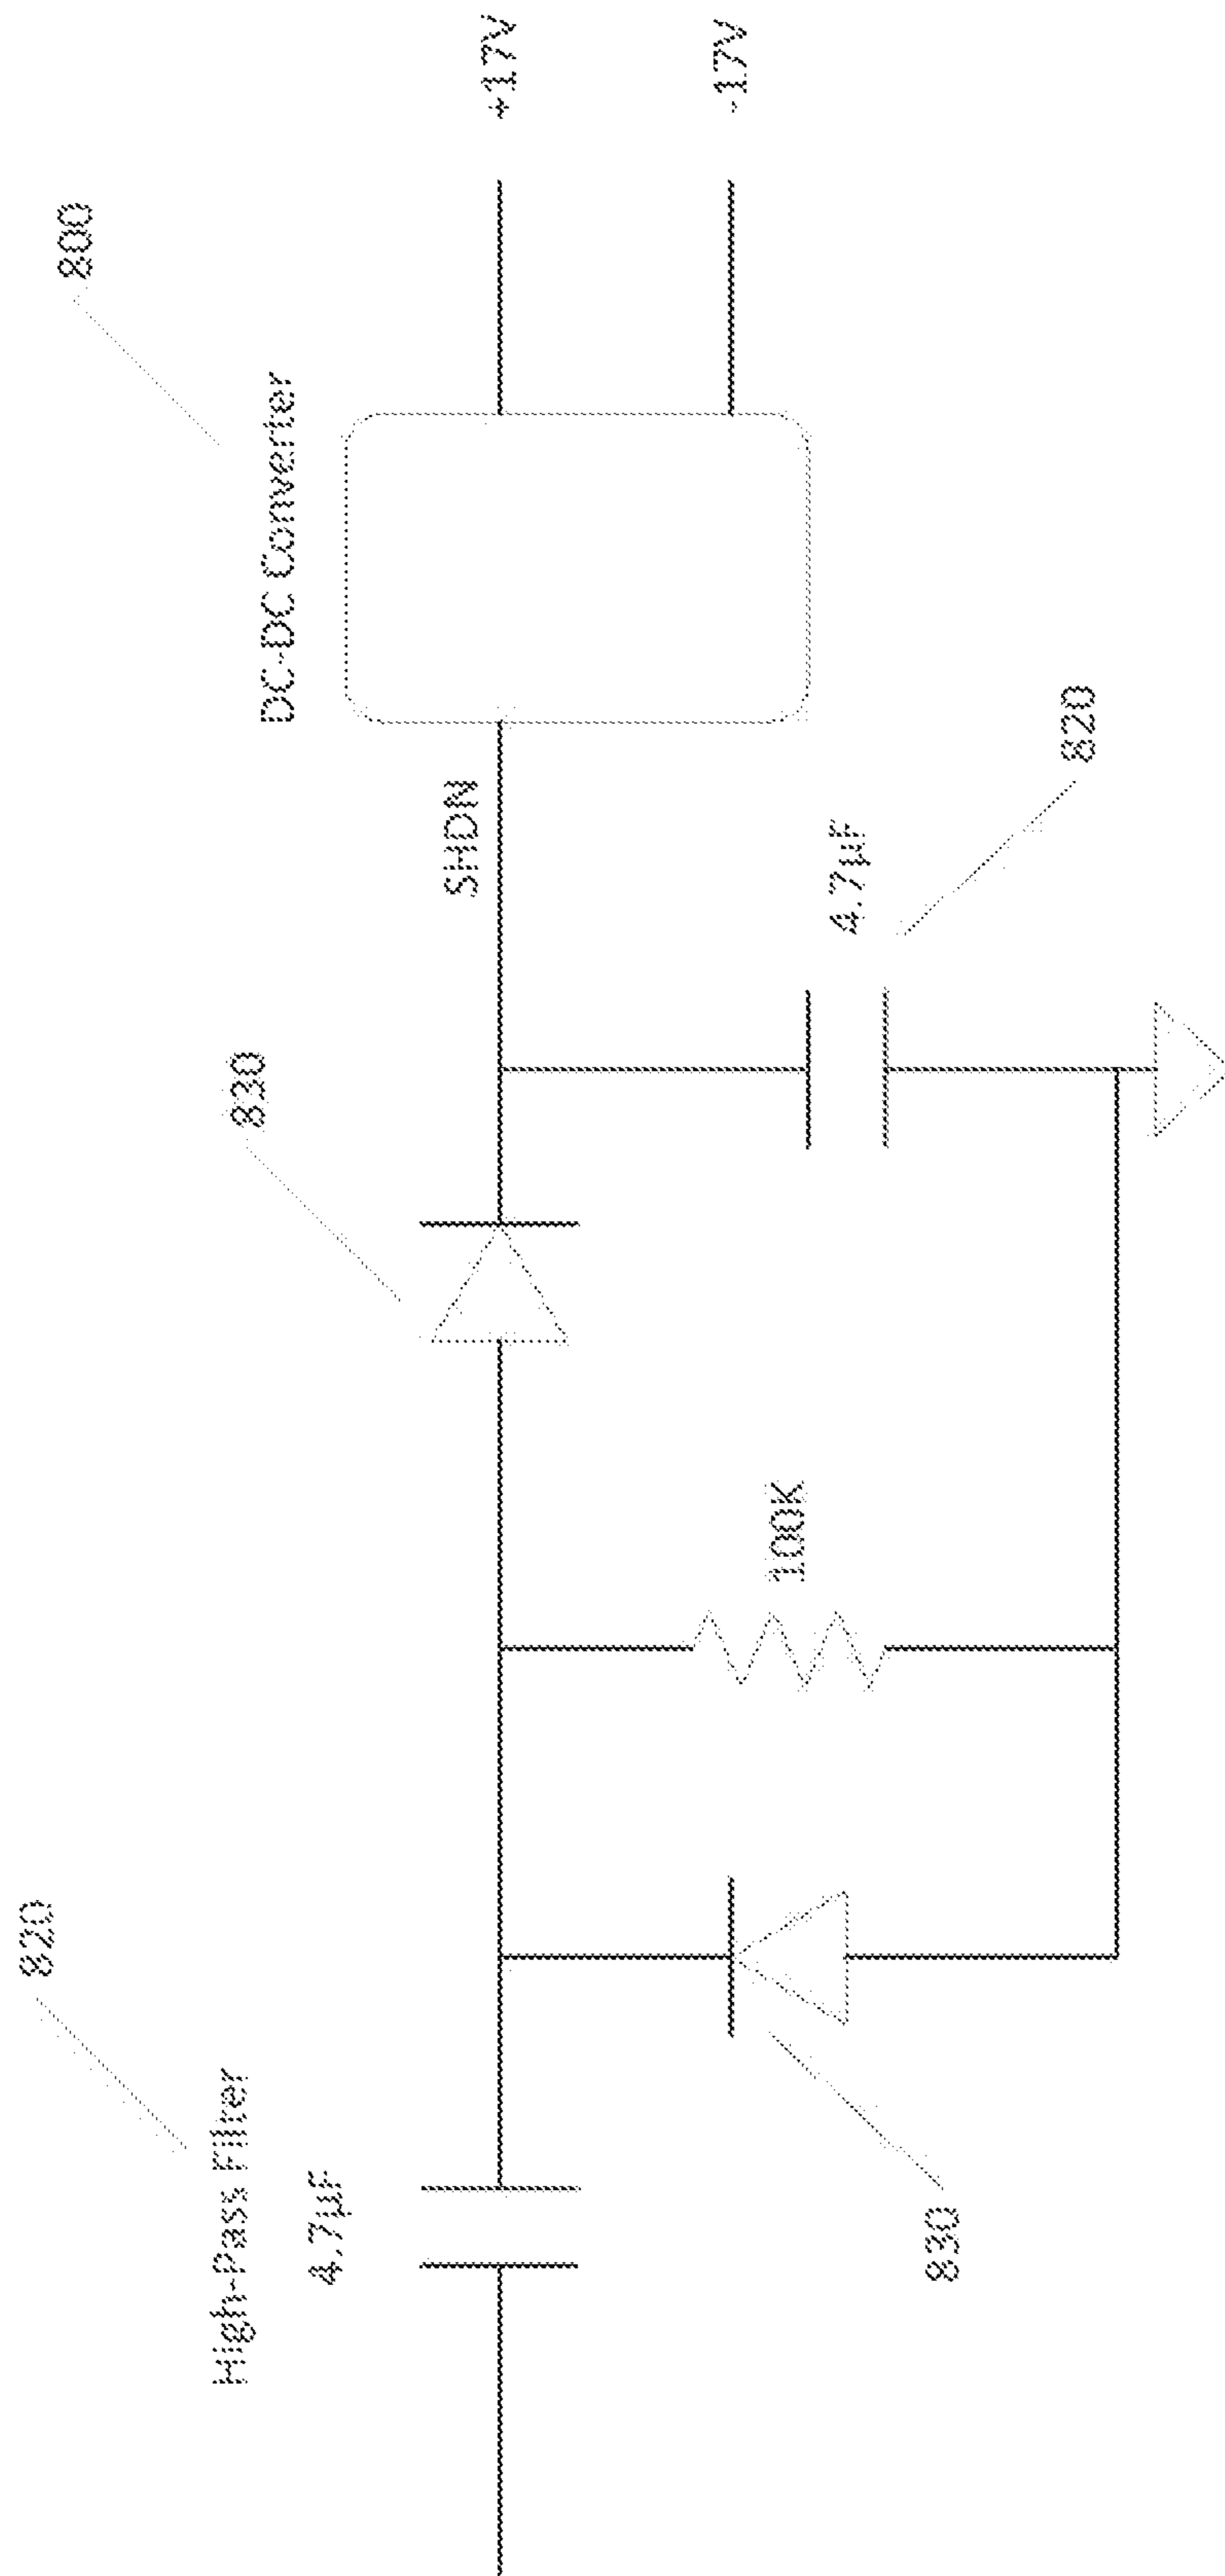 820
High-Pass Filter
4.7µF
830
100K
830
4.7µF
820
SHDN
DC-DC Converter
800
+17V
-17V